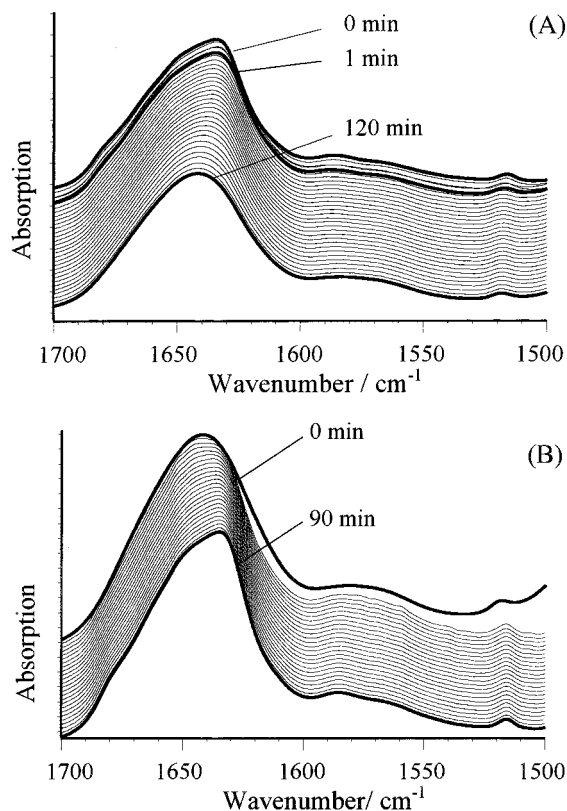 (A)
0 min
1 min
120 min
Absorption
1700 1650 1600 1550 1500
Wavenumber / cm-1
(B)
0 min
90 min
Absorption
1700 1650 1600 1550 1500
Wavenumber/ cm-1